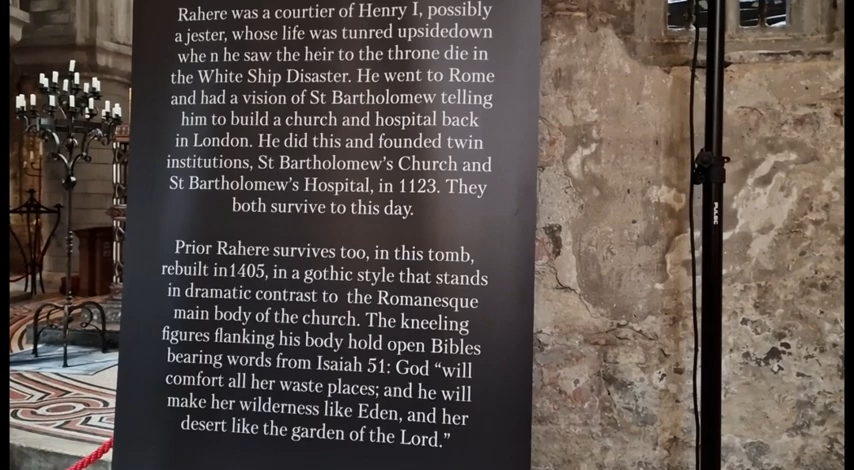 Rahere was a courtier of Henry I, possibly
a jester, whose life was tunred upsidedown
whe n he saw the heir to the throne die in
the White Ship Disaster. He went to Rome
and had a vision of St Bartholomew telling
him to build a church and hospital back
in London. He did this and founded twin
institutions, St Bartholomew's Church and
St Bartholomew's Hospital, in 1123. They
both survive to this day.
Prior Rahere survives too, in this tomb,
rebuilt in1405, in a gothic style that stands
in dramatic contrast to the Romanesque
main body of the church. The kneeling
figures flanking his body hold open Bibles
bearing words from Isaiah 51: God “will
comfort all her waste places; and he will
make her wilderness like Eden, and her
desert like the garden of the Lord.”
PULSE